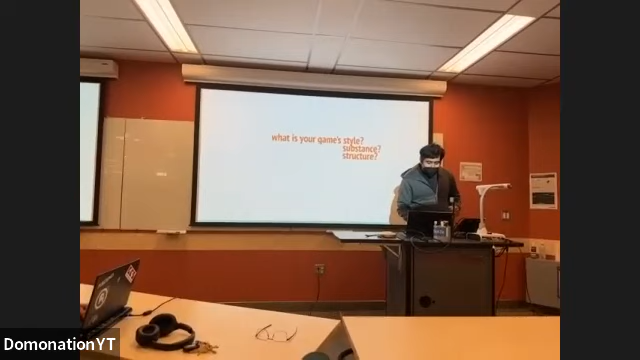 what is your game's style?
substance?
structure?
DomonationYT